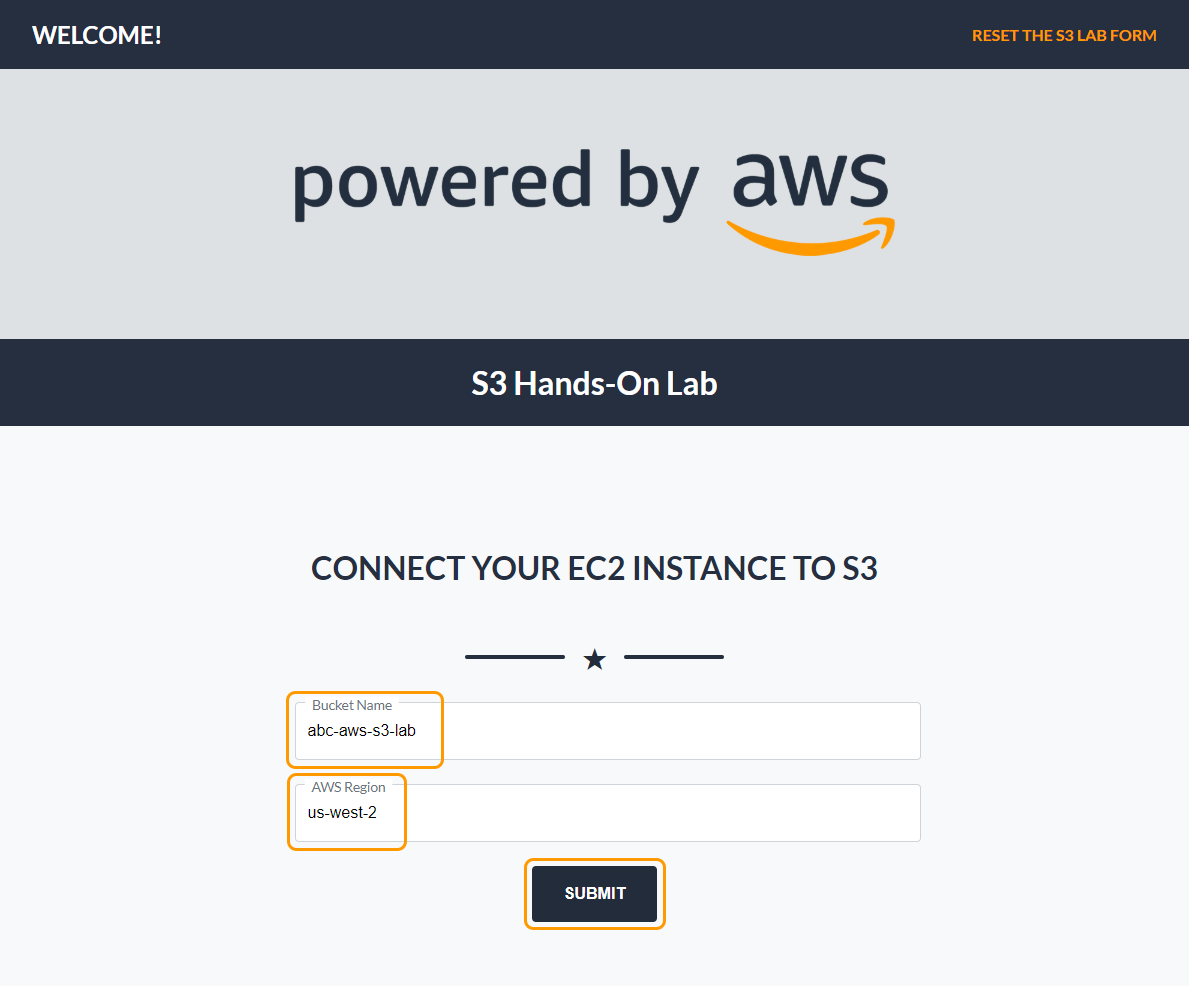 WELCOME!
RESET THE S3 LAB FORM
powered by aws
S3 Hands-On Lab
CONNECT YOUR EC2 INSTANCE TO S3
Bucket Name
abc-aws-s3-lab
AWS Region
us-west-2
SUBMIT